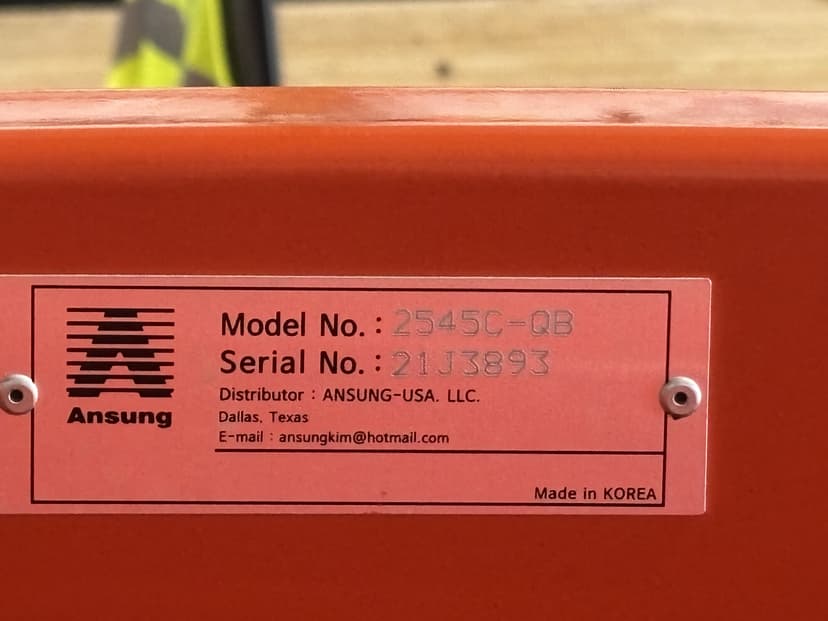 Model No. : 2545C-QB
Serial No. : 21J3893
Distributor : ANSUNG-USA. LLC.
Dallas, Texas
E-mail : ansungkim@hotmail.com
Ansung
Made in KOREA